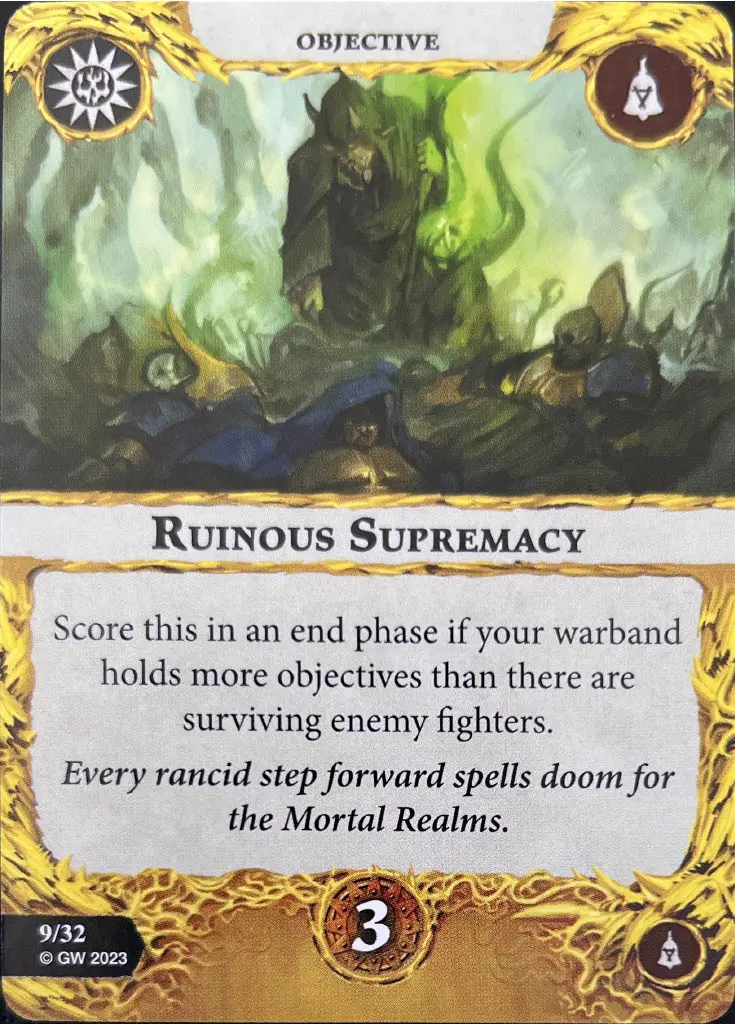 OBJECTIVE
RUINOUS SUPREMACY
Score this in an end phase if your warband
holds more objectives than there are
surviving enemy fighters.
Every rancid step forward spells doom for
the Mortal Realms.
9/32
© GW 2023
3